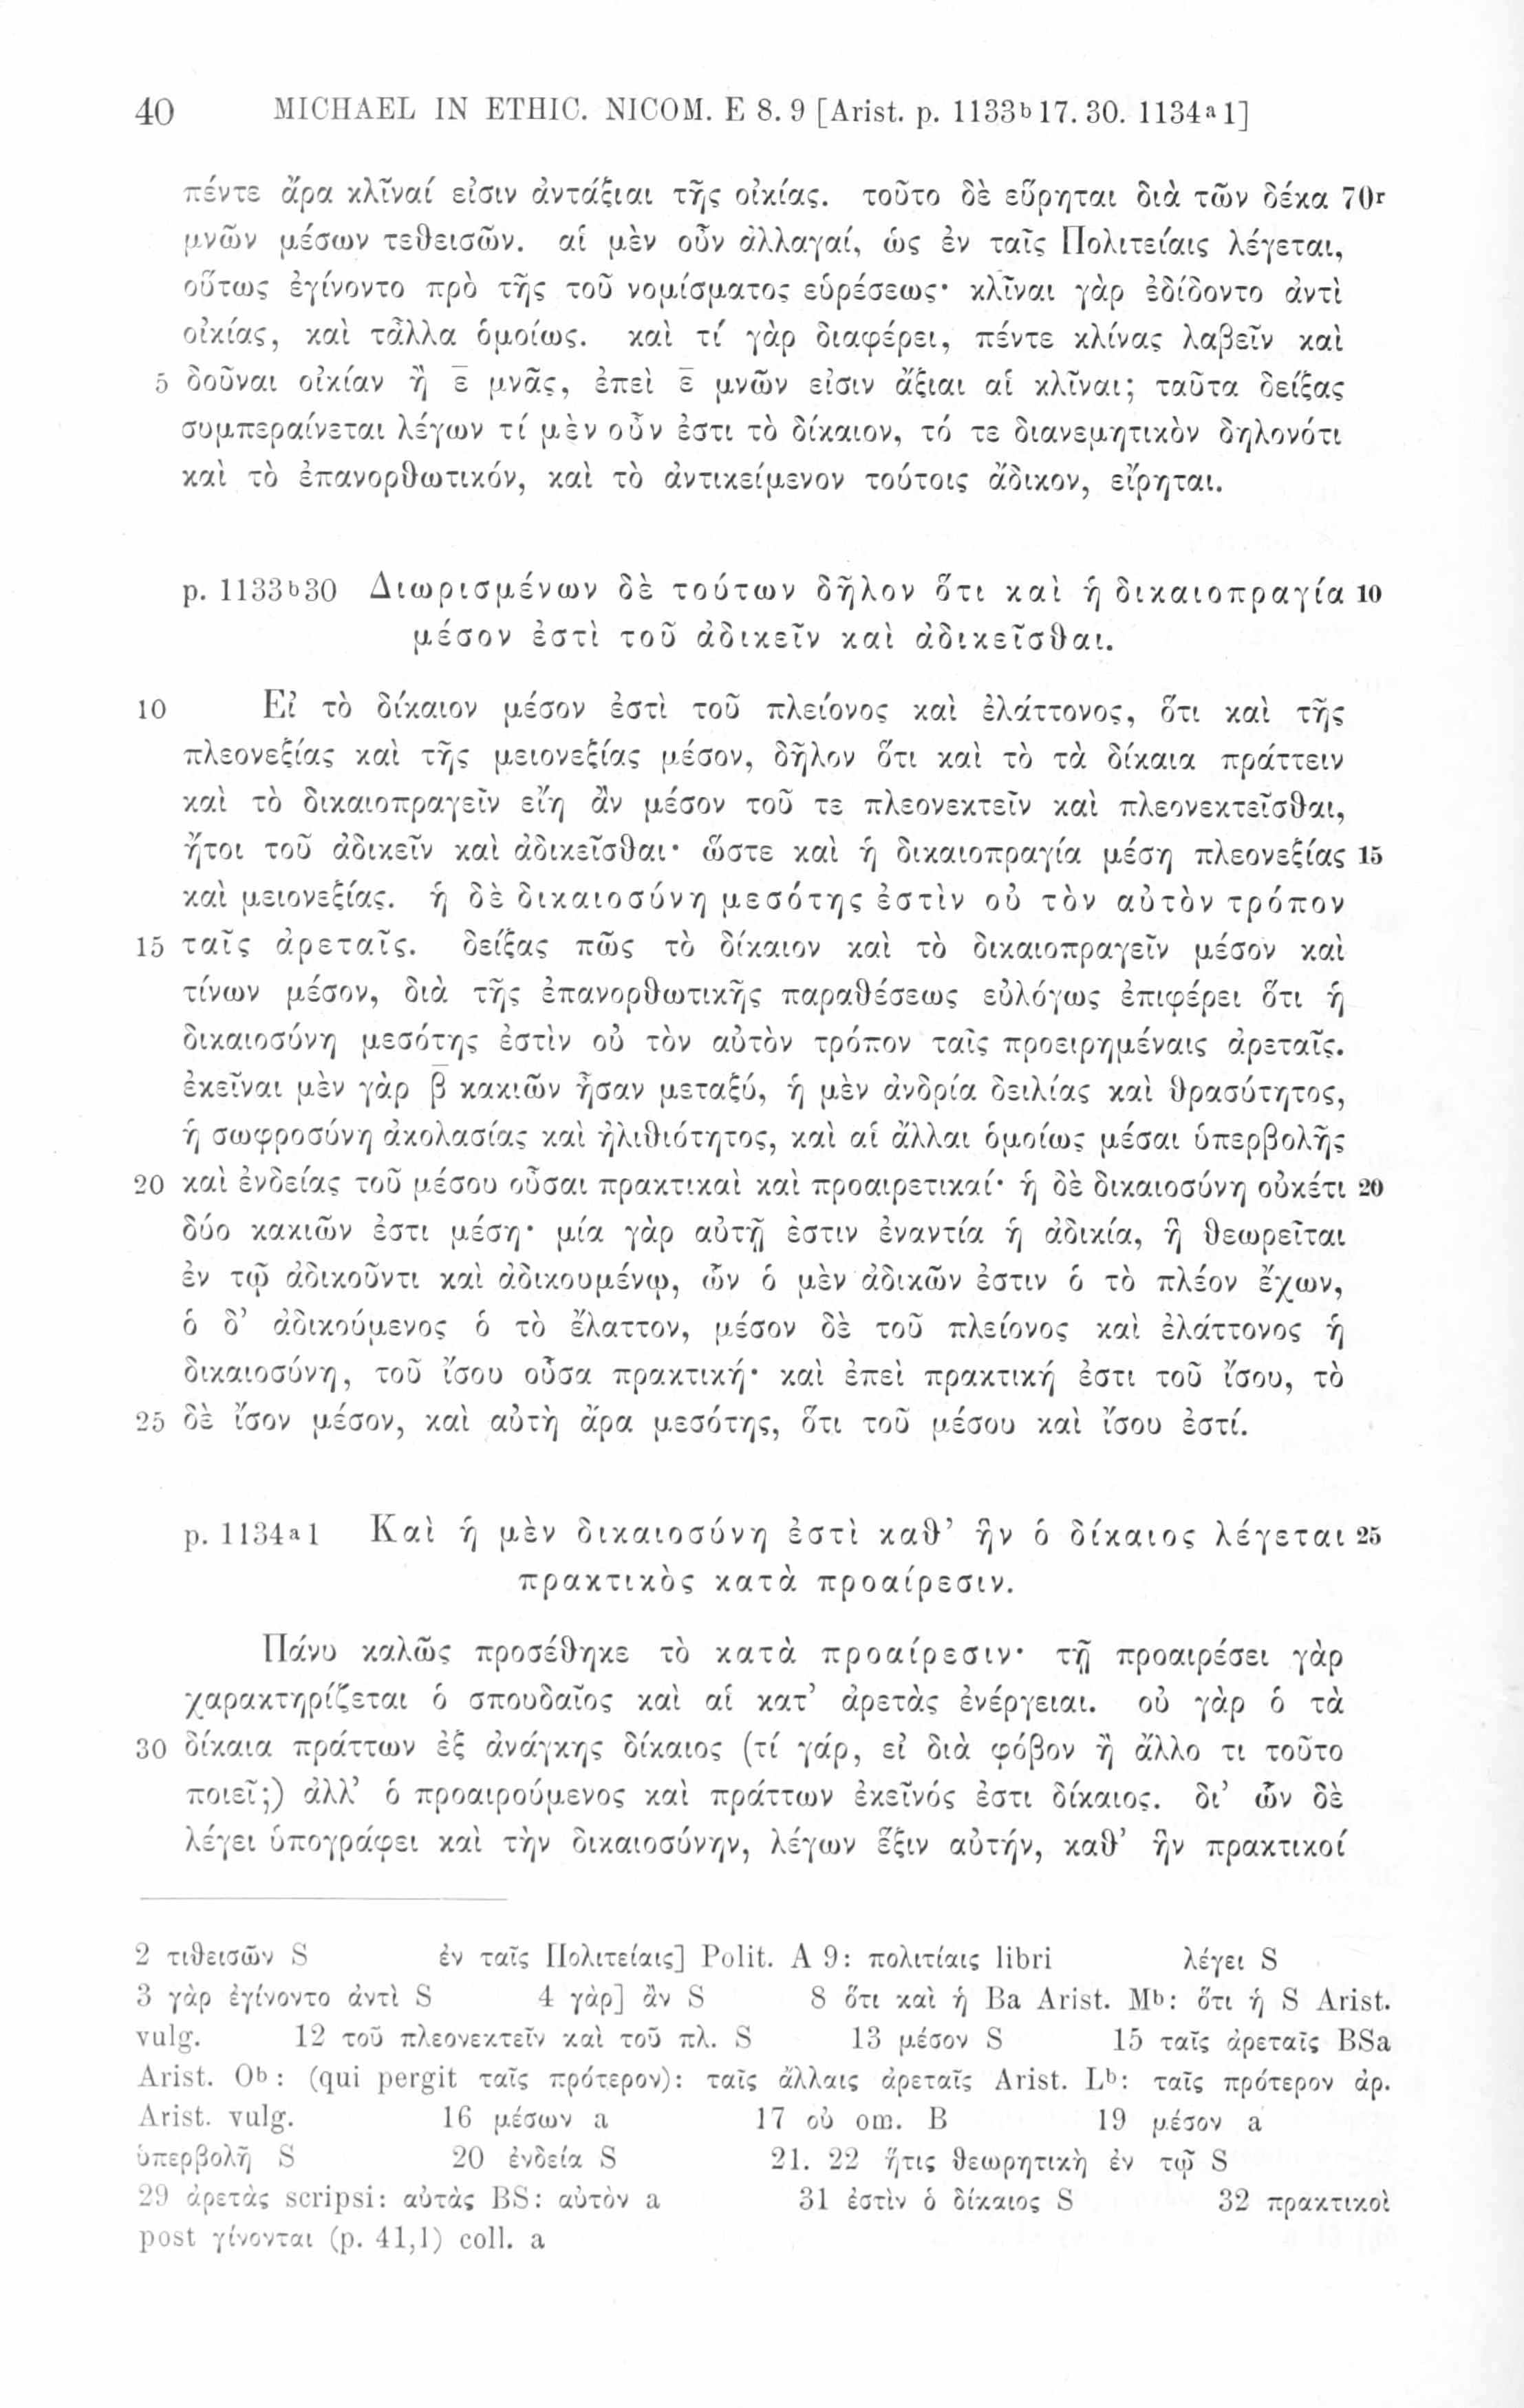 40 MICHAEL IN ETHIC. NICOM. E 8. 9 [Arist. p. 1133ᵇ17. 30. 1134ᵃ1]
πέντε ἄρα κλῖναί εἰσιν ἀντάξιαι τῆς οἰκίας. τοῦτο δὲ εὕρηται διὰ τῶν δέκα 70ʳ
μνῶν μέσων τεθεισῶν. αἱ μὲν οὖν ἀλλαγαί, ὡς ἐν ταῖς Πολιτείαις λέγεται,
οὕτως ἐγίνοντο πρὸ τῆς τοῦ νομίσματος εὑρέσεως· κλῖναι γὰρ ἐδίδοντο ἀντὶ
οἰκίας, καὶ τἆλλα ὁμοίως. καὶ τί γὰρ διαφέρει, πέντε κλίνας λαβεῖν καὶ
5 δοῦναι οἰκίαν ἢ ε̄ μνᾶς, ἐπεὶ ε̄ μνῶν εἰσιν ἄξιαι αἱ κλῖναι; ταῦτα δείξας
συμπεραίνεται λέγων τί μὲν οὖν ἐστι τὸ δίκαιον, τό τε διανεμητικὸν δηλονότι
καὶ τὸ ἐπανορθωτικόν, καὶ τὸ ἀντικείμενον τούτοις ἄδικον, εἴρηται.
p. 1133ᵇ30 Διωρισμένων δὲ τούτων δῆλον ὅτι καὶ ἡ δικαιοπραγία 10
μέσον ἐστὶ τοῦ ἀδικεῖν καὶ ἀδικεῖσθαι.
10 Εἰ τὸ δίκαιον μέσον ἐστὶ τοῦ πλείονος καὶ ἐλάττονος, ὅτι καὶ τῆς
πλεονεξίας καὶ τῆς μειονεξίας μέσον, δῆλον ὅτι καὶ τὸ τὰ δίκαια πράττειν
καὶ τὸ δικαιοπραγεῖν εἴη ἂν μέσον τοῦ τε πλεονεκτεῖν καὶ πλεονεκτεῖσθαι,
ἤτοι τοῦ ἀδικεῖν καὶ ἀδικεῖσθαι· ὥστε καὶ ἡ δικαιοπραγία μέση πλεονεξίας 15
καὶ μειονεξίας. ἡ δὲ δικαιοσύνη μεσότης ἐστὶν οὐ τὸν αὐτὸν τρόπον
15 ταῖς ἀρεταῖς. δείξας πῶς τὸ δίκαιον καὶ τὸ δικαιοπραγεῖν μέσον καὶ
τίνων μέσον, διὰ τῆς ἐπανορθωτικῆς παραθέσεως εὐλόγως ἐπιφέρει ὅτι ἡ
δικαιοσύνη μεσότης ἐστὶν οὐ τὸν αὐτὸν τρόπον ταῖς προειρημέναις ἀρεταῖς.
ἐκεῖναι μὲν γὰρ β̄ κακιῶν ἦσαν μεταξύ, ἡ μὲν ἀνδρία δειλίας καὶ θρασύτητος,
ἡ σωφροσύνη ἀκολασίας καὶ ἠλιθιότητος, καὶ αἱ ἄλλαι ὁμοίως μέσαι ὑπερβολῆς
20 καὶ ἐνδείας τοῦ μέσου οὖσαι πρακτικαὶ καὶ προαιρετικαί· ἡ δὲ δικαιοσύνη οὐκέτι 20
δύο κακιῶν ἐστι μέση· μία γὰρ αὐτῇ ἐστιν ἐναντία ἡ ἀδικία, ἣ θεωρεῖται
ἐν τῷ ἀδικοῦντι καὶ ἀδικουμένῳ, ὧν ὁ μὲν ἀδικῶν ἐστιν ὁ τὸ πλέον ἔχων,
ὁ δ’ ἀδικούμενος ὁ τὸ ἔλαττον, μέσον δὲ τοῦ πλείονος καὶ ἐλάττονος ἡ
δικαιοσύνη, τοῦ ἴσου οὖσα πρακτική· καὶ ἐπεὶ πρακτική ἐστι τοῦ ἴσου, τὸ
25 δὲ ἴσον μέσον, καὶ αὐτὴ ἄρα μεσότης, ὅτι τοῦ μέσου καὶ ἴσου ἐστί.
p. 1134ᵃ1 Καὶ ἡ μὲν δικαιοσύνη ἐστὶ καθ’ ἣν ὁ δίκαιος λέγεται 25
πρακτικὸς κατὰ προαίρεσιν.
Πάνυ καλῶς προσέθηκε τὸ κατὰ προαίρεσιν· τῇ προαιρέσει γὰρ
χαρακτηρίζεται ὁ σπουδαῖος καὶ αἱ κατ’ ἀρετὰς ἐνέργειαι. οὐ γὰρ ὁ τὰ
30 δίκαια πράττων ἐξ ἀνάγκης δίκαιος (τί γάρ, εἰ διὰ φόβον ἢ ἄλλο τι τοῦτο
ποιεῖ;) ἀλλ’ ὁ προαιρούμενος καὶ πράττων ἐκεῖνός ἐστι δίκαιος. δι’ ὧν δὲ
λέγει ὑπογράφει καὶ τὴν δικαιοσύνην, λέγων ἕξιν αὐτήν, καθ’ ἣν πρακτικοί
2 τιθεισῶν S ἐν ταῖς Πολιτείαις] Polit. A 9: πολιτίαις libri λέγει S
3 γὰρ ἐγίνοντο ἀντὶ S 4 γὰρ] ἂν S 8 ὅτι καὶ ἡ Ba Arist. Mᵇ: ὅτι ἡ S Arist.
vulg. 12 τοῦ πλεονεκτεῖν καὶ τοῦ πλ. S 13 μέσον S 15 ταῖς ἀρεταῖς BSa
Arist. Oᵇ: (qui pergit ταῖς πρότερον): ταῖς ἄλλαις ἀρεταῖς Arist. Lᵇ: ταῖς πρότερον ἀρ.
Arist. vulg. 16 μέσων a 17 οὐ om. B 19 μέσον a
ὑπερβολῇ S 20 ἐνδεία S 21. 22 ἥτις θεωρητικὴ ἐν τῷ S
29 ἀρετὰς scripsi: αὐτὰς BS: αὐτὸν a 31 ἐστὶν ὁ δίκαιος S 32 πρακτικοὶ
post γίνονται (p. 41,1) coll. a